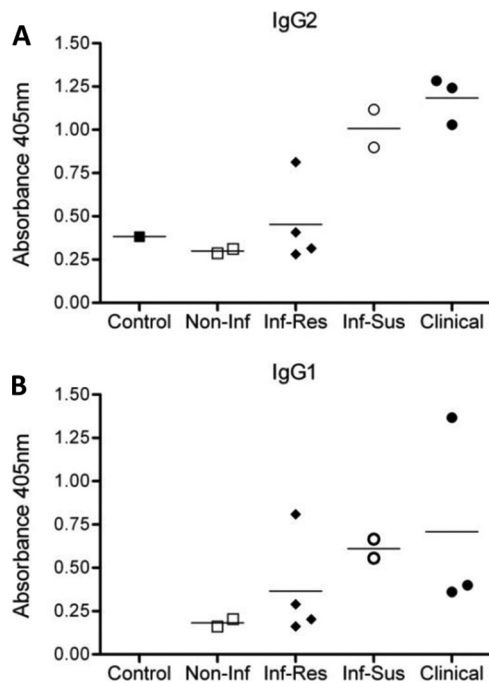 A
IgG2
Absorbance 405nm
1.50
1.25
1.00
0.75
0.50
0.25
0.00
Control Non-Inf Inf-Res Inf-Sus Clinical
B
IgG1
Absorbance 405nm
1.50
1.25
1.00
0.75
0.50
0.25
0.00
Control Non-Inf Inf-Res Inf-Sus Clinical